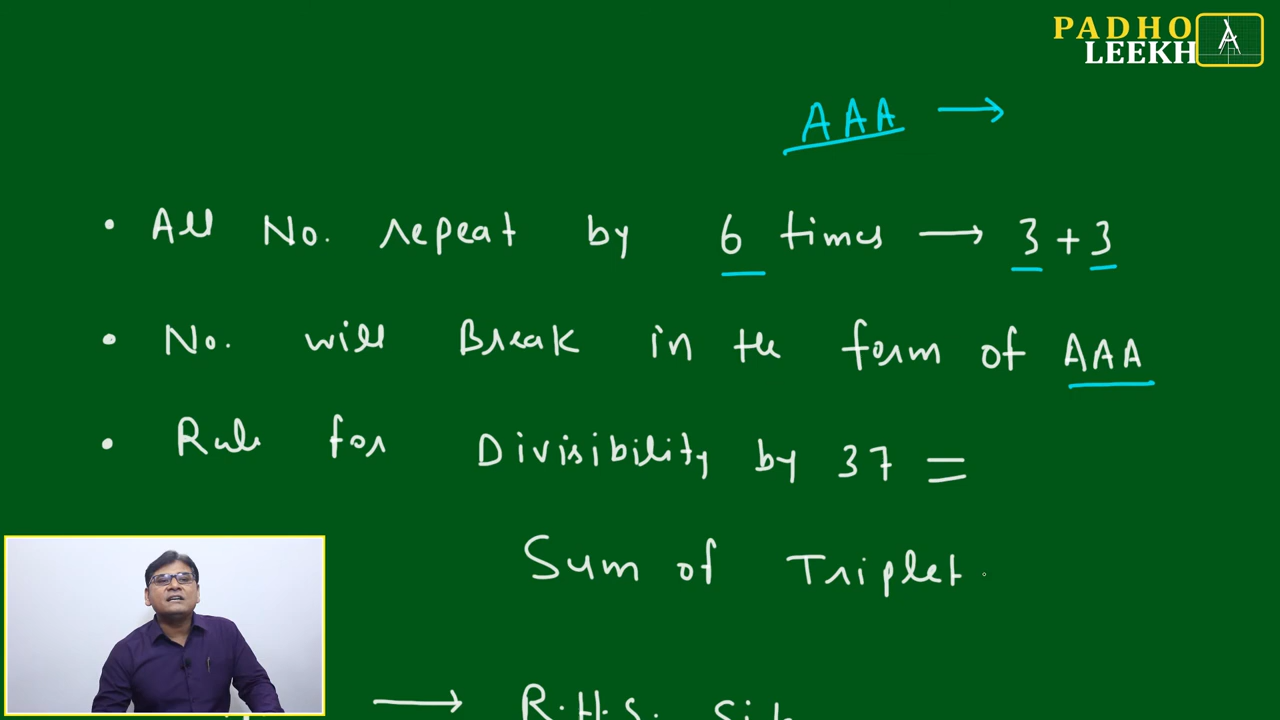 PADHO
LEEKH
AAA →
• All No. repeat by 6 times → 3 + 3
• No. will Break in the form of AAA
• Rule for Divisibility by 37 =
Sum of Triplet
→ R.H.S.